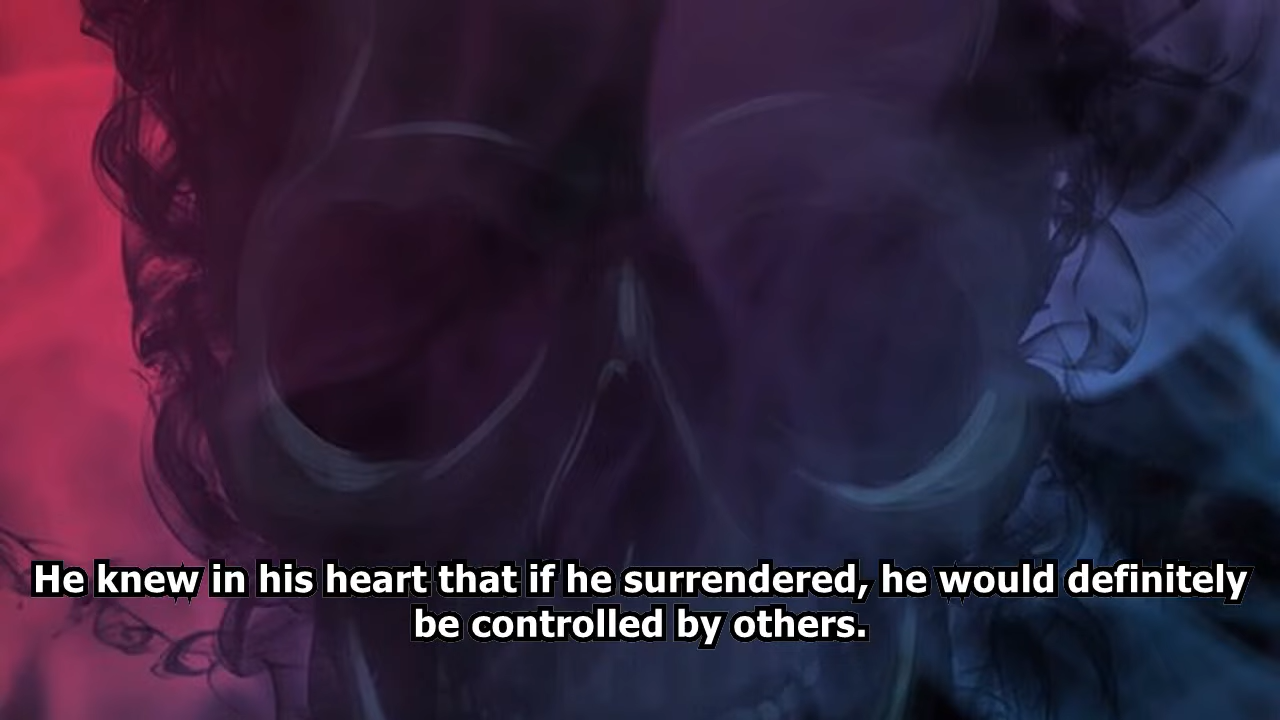 He knew in his heart that if he surrendered, he would definitely
be controlled by others.